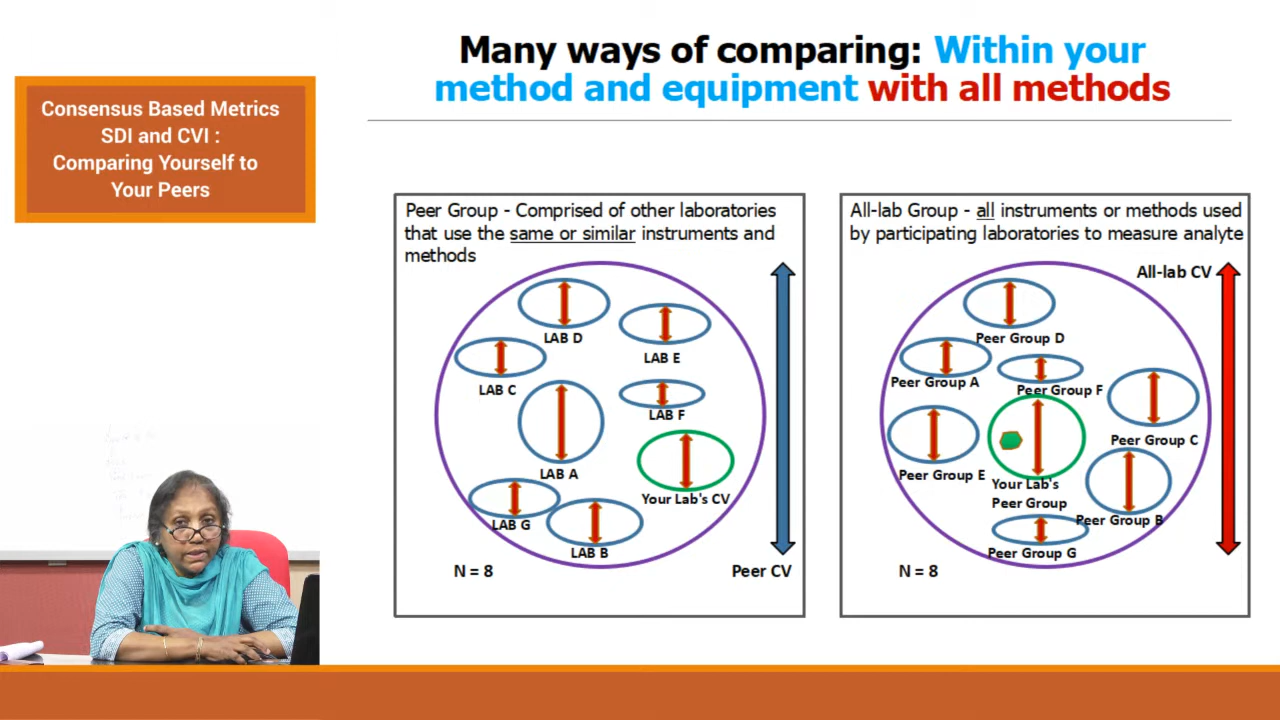 Many ways of comparing: Within your
method and equipment with all methods
Consensus Based Metrics
SDI and CVI :
Comparing Yourself to
Your Peers
Peer Group - Comprised of other laboratories
that use the same or similar instruments and
methods
LAB D
LAB E
LAB C
LAB F
LAB A
Your Lab's CV
LAB G
LAB B
N = 8
Peer CV
All-lab Group - all instruments or methods used
by participating laboratories to measure analyte
All-lab CV
Peer Group D
Peer Group A
Peer Group F
Peer Group C
Peer Group E
Your Lab's
Peer Group
Peer Group B
Peer Group G
N = 8